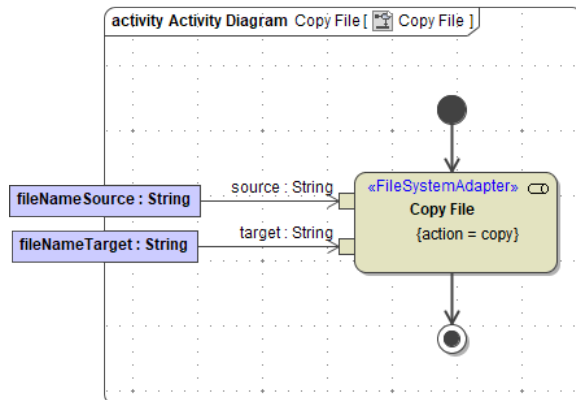 activity Activity Diagram Copy File [ Copy File ]
source : String
«FileSystemAdapter»
fileNameSource : String
Copy File
target : String
{action = copy}
fileNameTarget : String